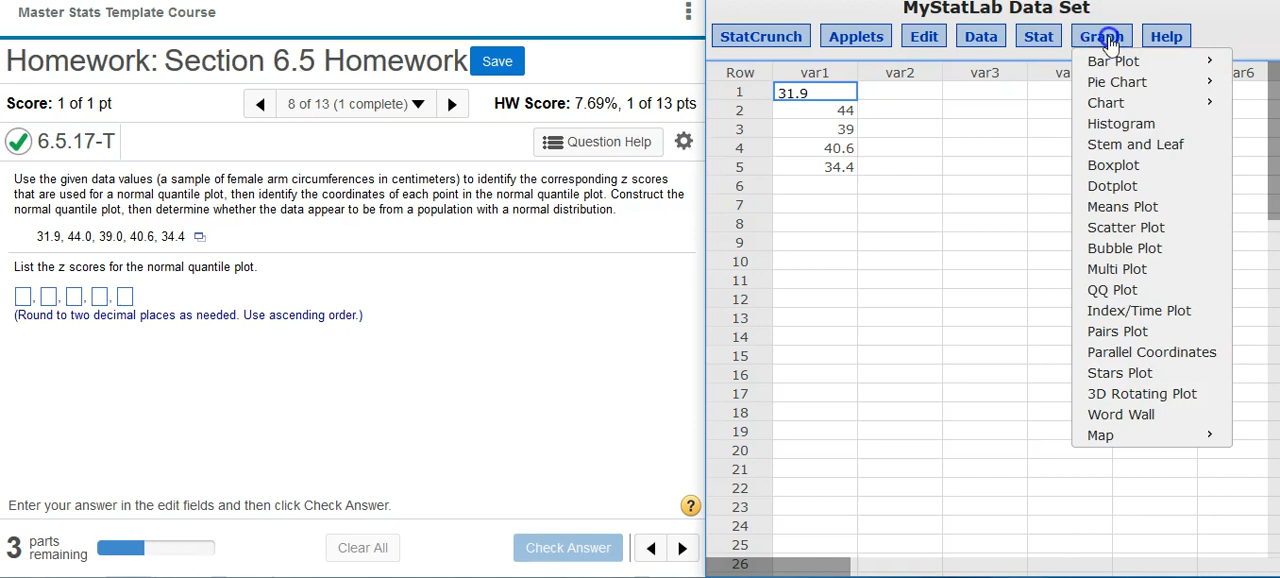 Master Stats Template Course
Homework: Section 6.5 Homework
Save
Score: 1 of 1 pt
8 of 13 (1 complete)
HW Score: 7.69%, 1 of 13 pts
6.5.17-T
Question Help
Use the given data values (a sample of female arm circumferences in centimeters) to identify the corresponding z scores
that are used for a normal quantile plot, then identify the coordinates of each point in the normal quantile plot. Construct the
normal quantile plot, then determine whether the data appear to be from a population with a normal distribution.
31.9, 44.0, 39.0, 40.6, 34.4
List the z scores for the normal quantile plot.
, , , ,
(Round to two decimal places as needed. Use ascending order.)
Enter your answer in the edit fields and then click Check Answer.
?
3 parts
remaining
Clear All
Check Answer
MyStatLab Data Set
StatCrunch Applets Edit Data Stat Graph Help
Row var1 var2 var3 va ar6
1 31.9
2 44
3 39
4 40.6
5 34.4
6
7
8
9
10
11
12
13
14
15
16
17
18
19
20
21
22
23
24
25
26
Bar Plot
Pie Chart
Chart
Histogram
Stem and Leaf
Boxplot
Dotplot
Means Plot
Scatter Plot
Bubble Plot
Multi Plot
QQ Plot
Index/Time Plot
Pairs Plot
Parallel Coordinates
Stars Plot
3D Rotating Plot
Word Wall
Map